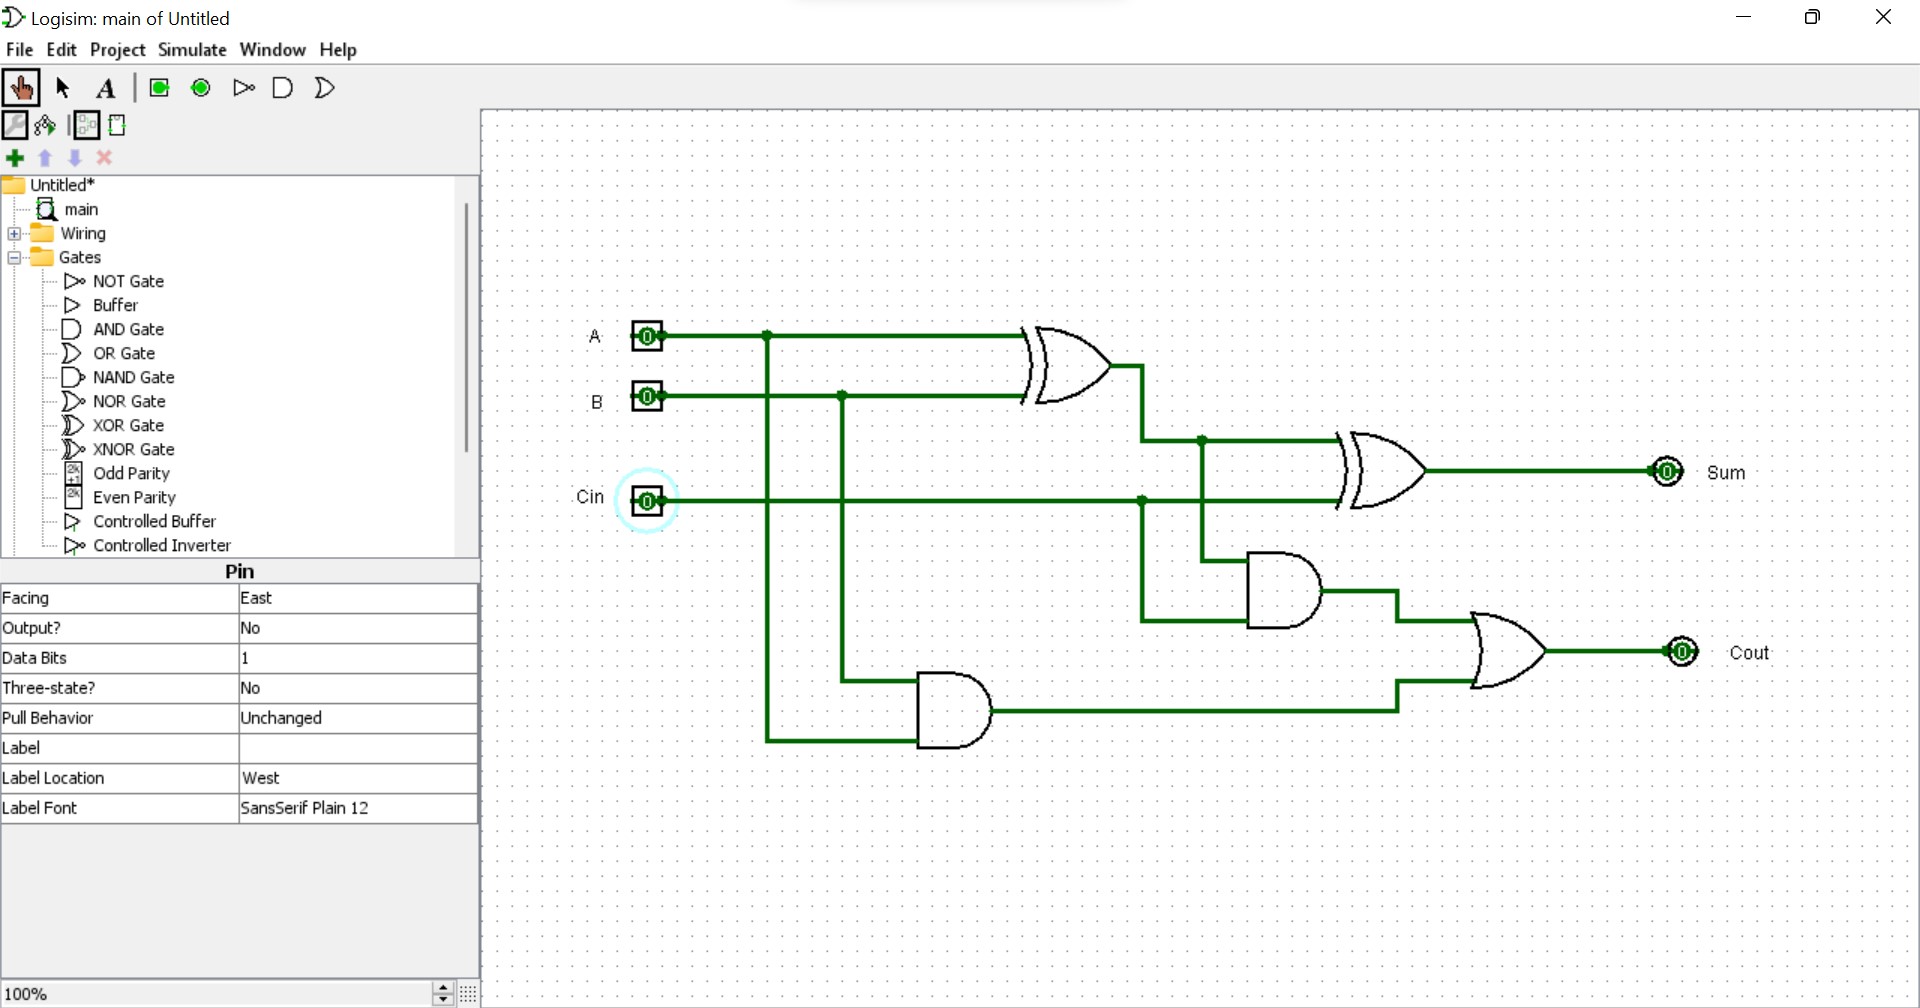 Logisim: main of Untitled
File Edit Project Simulate Window Help
A
Untitled*
main
Wiring
Gates
NOT Gate
Buffer
AND Gate
OR Gate
NAND Gate
NOR Gate
XOR Gate
XNOR Gate
2k+1 Odd Parity
2k Even Parity
Controlled Buffer
Controlled Inverter
Pin
Facing East
Output? No
Data Bits 1
Three-state? No
Pull Behavior Unchanged
Label
Label Location West
Label Font SansSerif Plain 12
100%
A 0
B 0
Cin 0
0 Sum
0 Cout